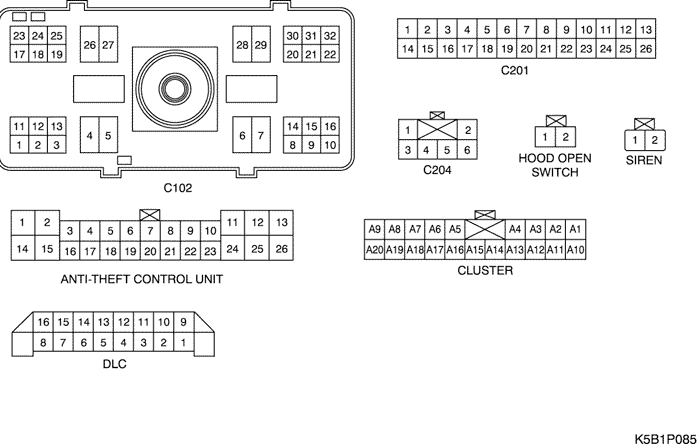 23 24 25 26 27 28 29 30 31 32
17 18 19 20 21 22
11 12 13 4 5 6 7 14 15 16
1 2 3 8 9 10
C102
1 2 3 4 5 6 7 8 9 10 11 12 13
14 15 16 17 18 19 20 21 22 23 24 25 26
C201
1 2
3 4 5 6
C204
1 2
HOOD OPEN
SWITCH
1 2
SIREN
1 2 3 4 5 6 7 8 9 10 11 12 13
14 15 16 17 18 19 20 21 22 23 24 25 26
ANTI-THEFT CONTROL UNIT
A9 A8 A7 A6 A5 A4 A3 A2 A1
A20 A19 A18 A17 A16 A15 A14 A13 A12 A11 A10
CLUSTER
16 15 14 13 12 11 10 9
8 7 6 5 4 3 2 1
DLC
K5B1P085